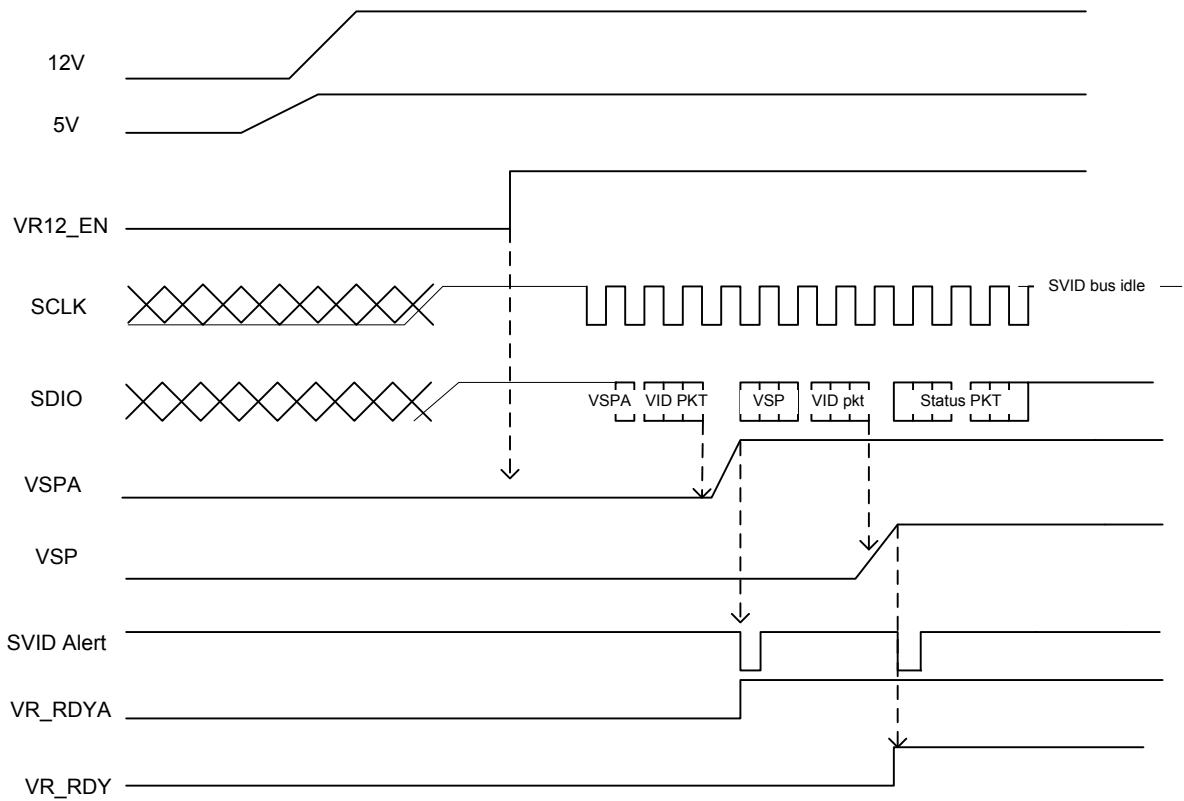 12V
5V
VR12_EN
SCLK
SVID bus idle
SDIO
VSPA VID PKT VSP VID pkt Status PKT
VSPA
VSP
SVID Alert
VR_RDYA
VR_RDY